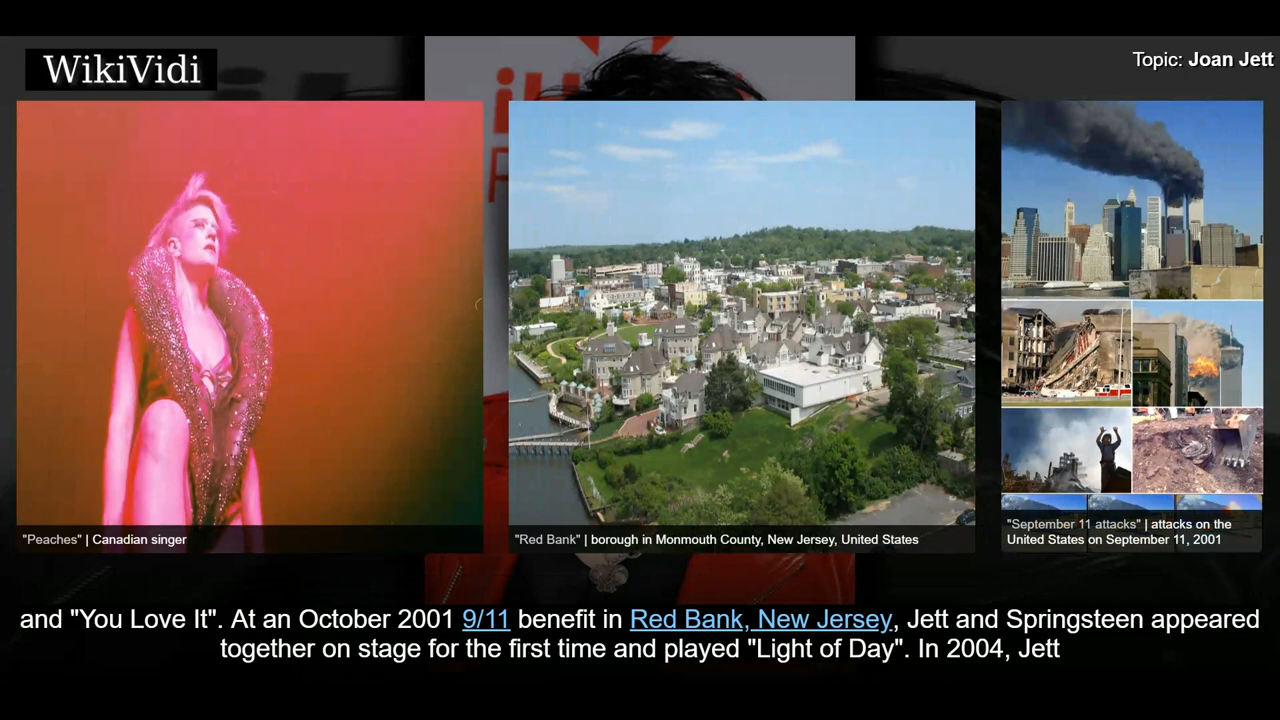 WikiVidi
Topic: Joan Jett
"Peaches" | Canadian singer
"Red Bank" | borough in Monmouth County, New Jersey, United States
"September 11 attacks" | attacks on the
United States on September 11, 2001
and "You Love It". At an October 2001 9/11 benefit in Red Bank, New Jersey, Jett and Springsteen appeared
together on stage for the first time and played "Light of Day". In 2004, Jett